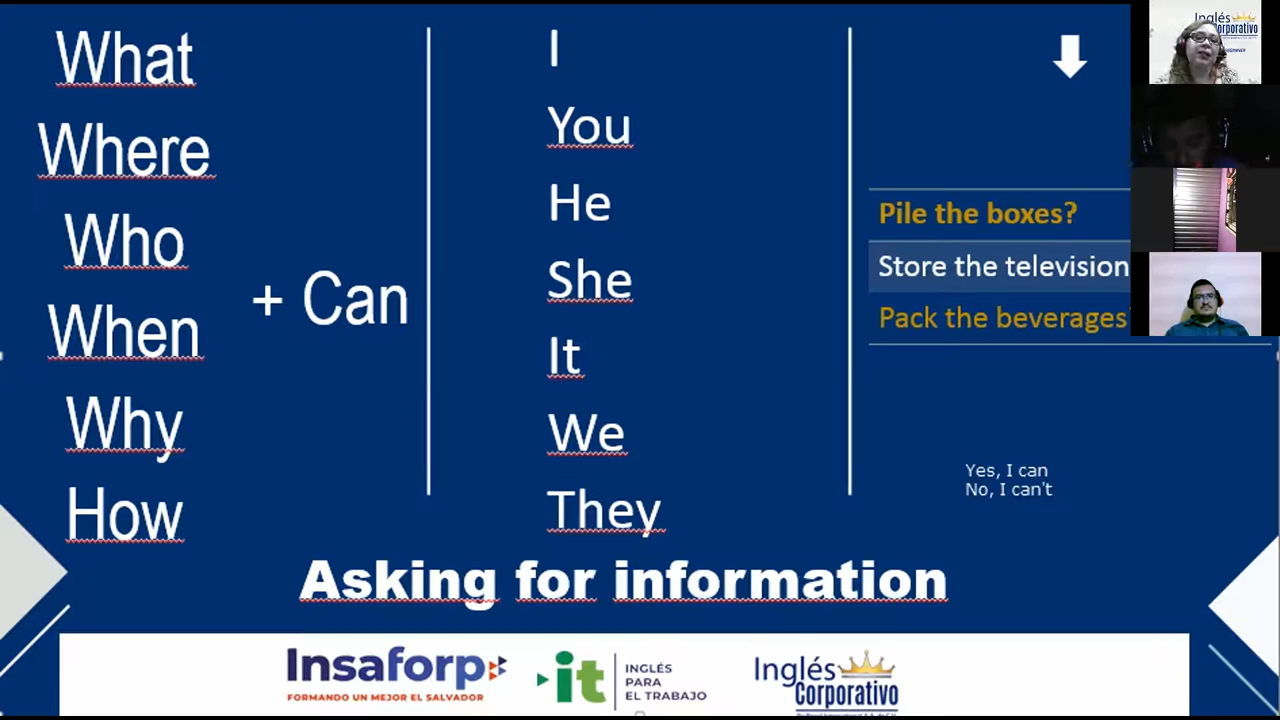 What
Where
Who
When
Why
How
+ Can
I
You
He
She
It
We
They
Pile the boxes?
Store the television
Pack the beverages
Yes, I can
No, I can't
Asking for information
Insaforp
FORMANDO UN MEJOR EL SALVADOR
it
INGLÉS
PARA
EL TRABAJO
Inglés
Corporativo
Inglés
Corporativo